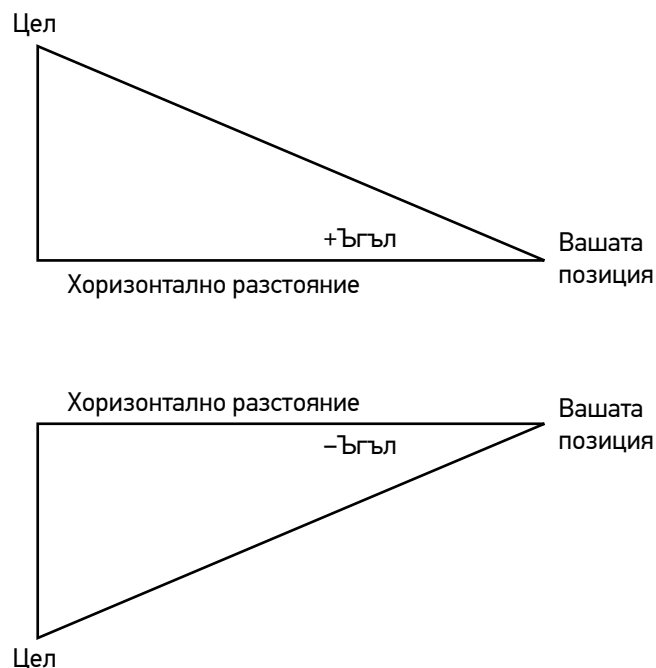 Цел
+Ъгъл
Вашата
позиция
Хоризонтално разстояние
Хоризонтално разстояние
Вашата
позиция
–Ъгъл
Цел